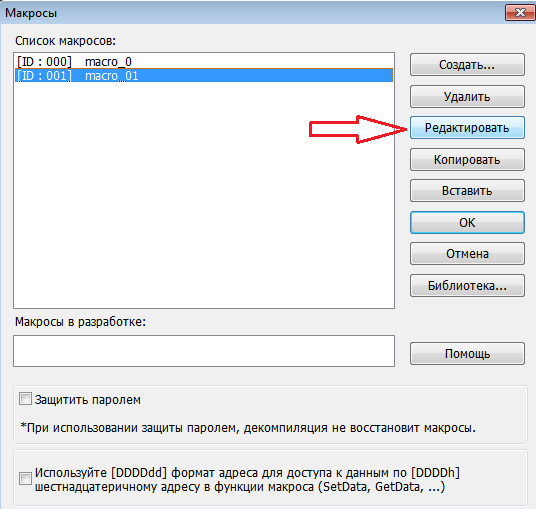 Макросы
Список макросов:
[ID : 000] macro_0
[ID : 001] macro_01
Создать...
Удалить
Редактировать
Копировать
Вставить
ОК
Отмена
Библиотека...
Макросы в разработке:
Помощь
Защитить паролем
*При использовании защиты паролем, декомпиляция не восстановит макросы.
Используйте [DDDDdd] формат адреса для доступа к данным по [DDDDh]
шестнадцатеричному адресу в функции макроса (SetData, GetData, ...)